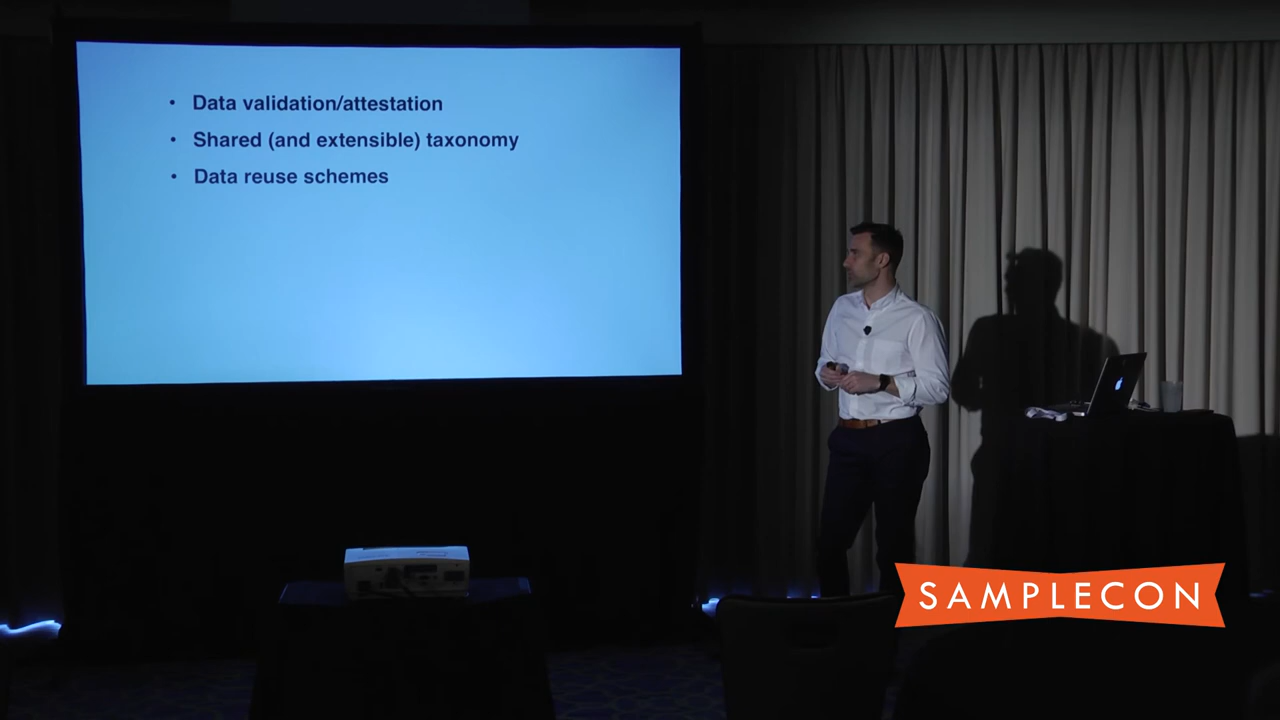 • Data validation/attestation
• Shared (and extensible) taxonomy
• Data reuse schemes
SAMPLECON